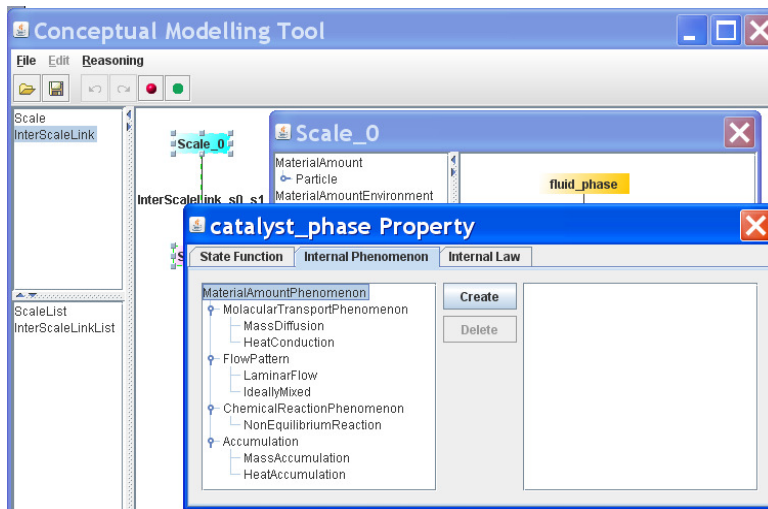 Conceptual Modelling Tool
File Edit Reasoning
Scale
InterScaleLink
ScaleList
InterScaleLinkList
Scale_0
InterScaleLink_s0_s1
S
Scale_0
MaterialAmount
Particle
MaterialAmountEnvironment
fluid_phase
catalyst_phase Property
State Function Internal Phenomenon Internal Law
MaterialAmountPhenomenon
MolacularTransportPhenomenon
MassDiffusion
HeatConduction
FlowPattern
LaminarFlow
IdeallyMixed
ChemicalReactionPhenomenon
NonEquilibriumReaction
Accumulation
MassAccumulation
HeatAccumulation
Create
Delete